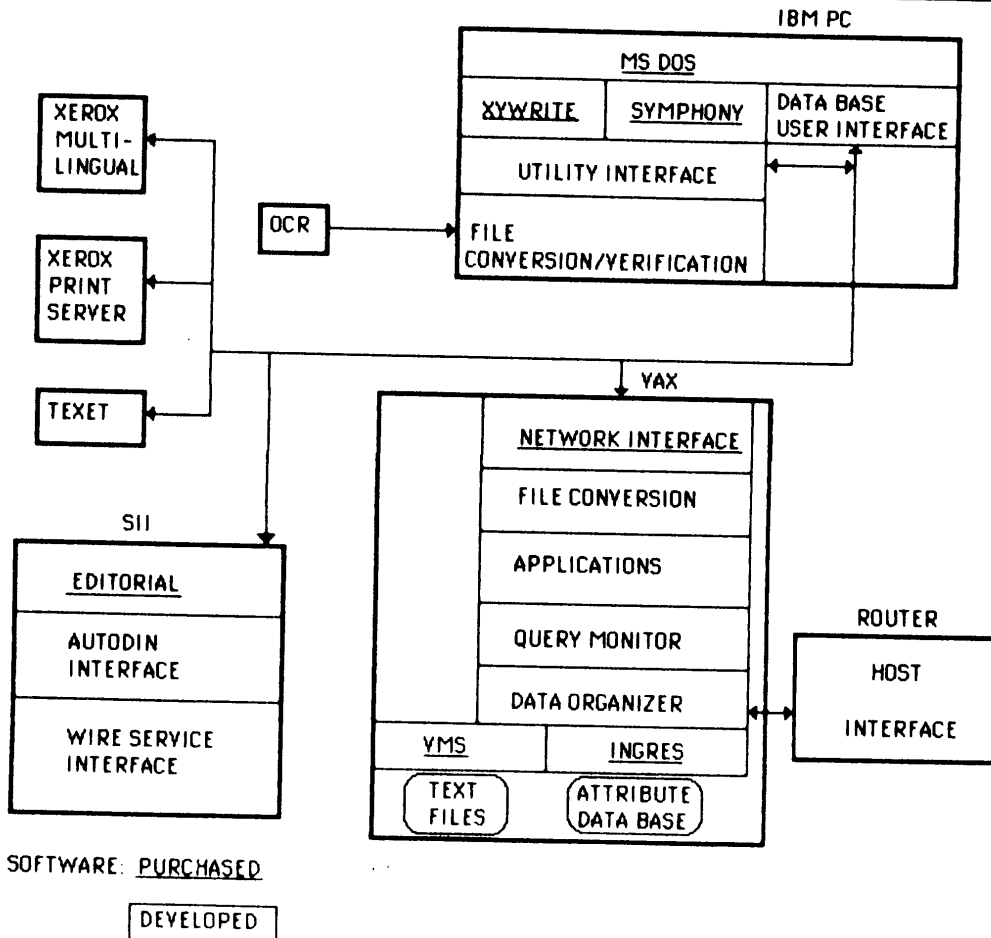 IBM PC
MS DOS
XYWRITE
SYMPHONY
DATA BASE
USER INTERFACE
UTILITY INTERFACE
FILE
CONVERSION/VERIFICATION
XEROX
MULTI-
LINGUAL
OCR
XEROX
PRINT
SERVER
TEXET
VAX
NETWORK INTERFACE
FILE CONVERSION
APPLICATIONS
QUERY MONITOR
DATA ORGANIZER
VMS
INGRES
TEXT
FILES
ATTRIBUTE
DATA BASE
SII
EDITORIAL
AUTODIN
INTERFACE
WIRE SERVICE
INTERFACE
ROUTER
HOST
INTERFACE
SOFTWARE: PURCHASED
DEVELOPED